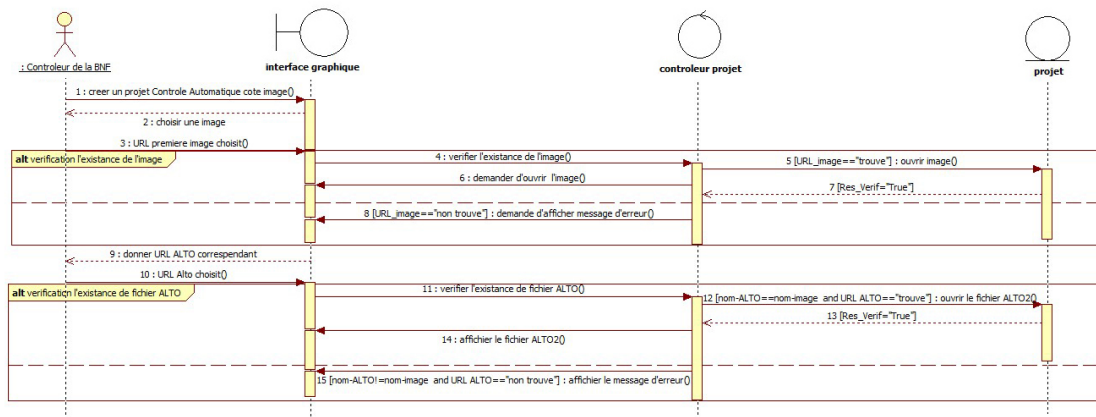 : Controleur de la BNF
interface graphique
controleur projet
projet
1 : creer un projet Controle Automatique cote image()
2 : choisir une image
3 : URL premiere image choisit()
alt verification l'existance de l'image
4 : verifier l'existance de l'image()
5 [URL_image=="trouve"] : ouvrir image()
6 : demander d'ouvrir l'image()
7 [Res_Verif="True"]
8 [URL_image=="non trouve"] : demande d'afficher message d'erreur()
9 : donner URL ALTO correspendant
10 : URL Alto choisit()
alt verification l'existance de fichier ALTO
11 : verifier l'existance de fichier ALTO()
12 [nom-ALTO==nom-image and URL ALTO=="trouve"] : ouvrir le fichier ALTO2()
13 [Res_Verif="True"]
14 : affichier le fichier ALTO2()
15 [nom-ALTO!=nom-image and URL ALTO=="non trouve"] : affichier le message d'erreur()